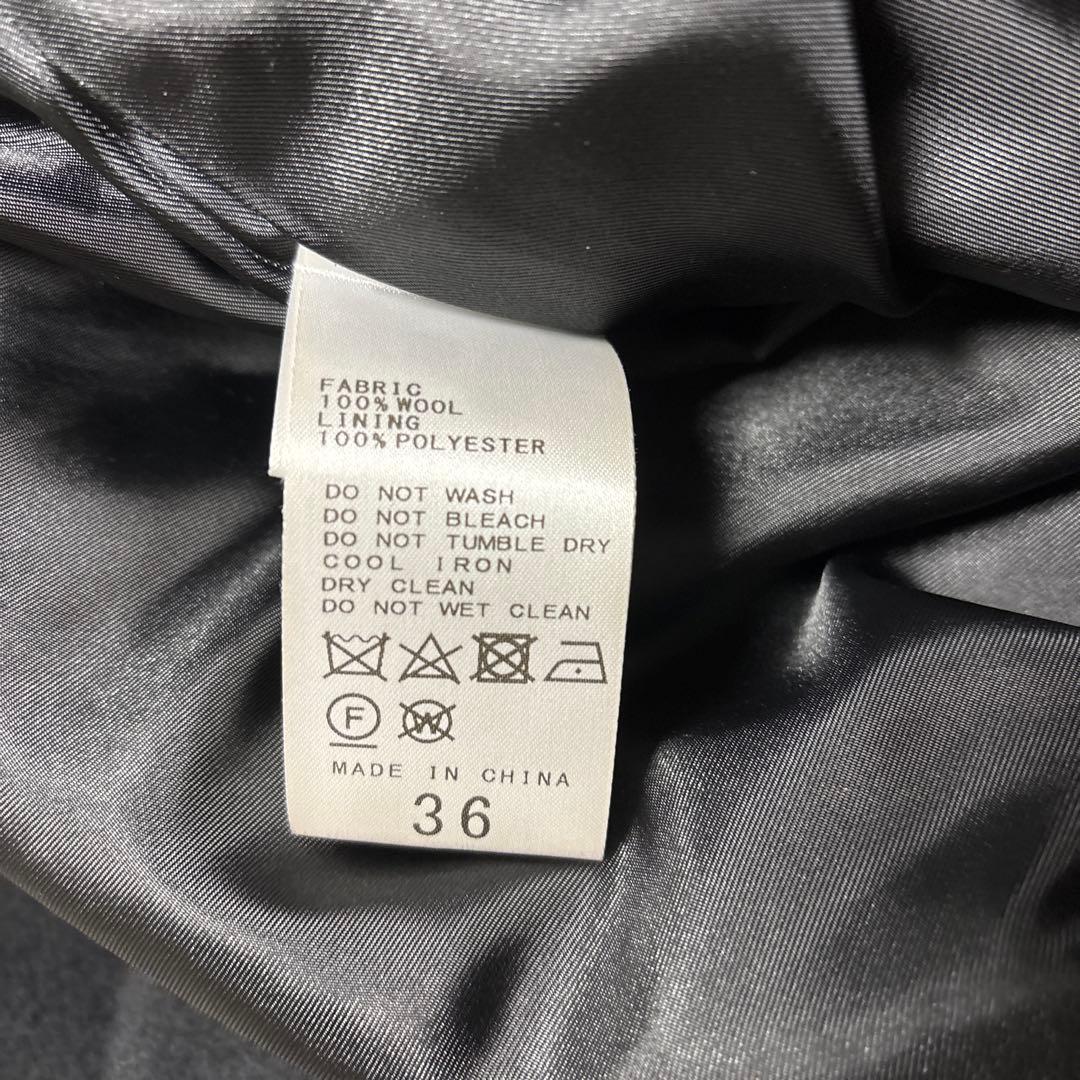 FABRIC
100% WOOL
LINING
100% POLYESTER
DO NOT WASH
DO NOT BLEACH
DO NOT TUMBLE DRY
COOL IRON
DRY CLEAN
DO NOT WET CLEAN
F W
MADE IN CHINA
36